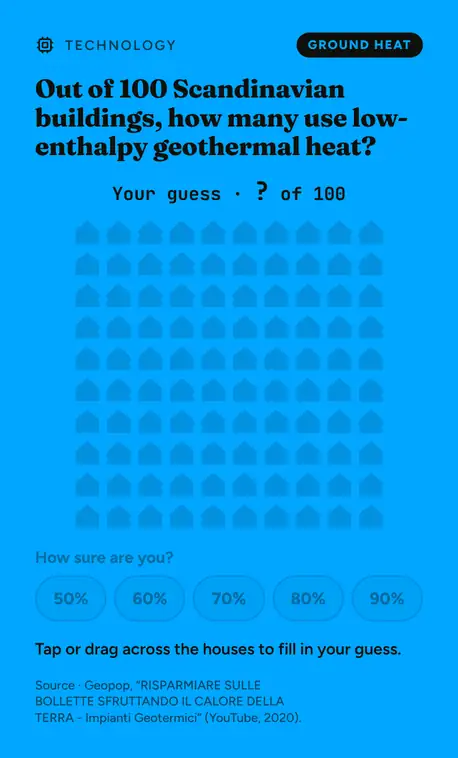 TECHNOLOGY
GROUND HEAT
Out of 100 Scandinavian
buildings, how many use low-
enthalpy geothermal heat?
Your guess · ? of 100
How sure are you?
50% 60% 70% 80% 90%
Tap or drag across the houses to fill in your guess.
Source · Geopop, "RISPARMIARE SULLE
BOLLETTE SFRUTTANDO IL CALORE DELLA
TERRA - Impianti Geotermici" (YouTube, 2020).